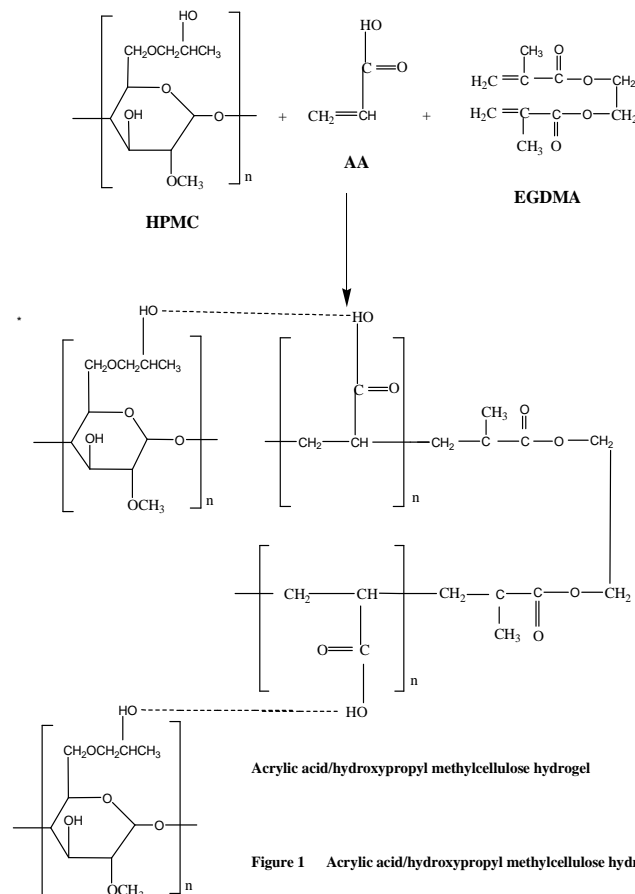 HO
CH2OCH2CHCH3
O
OH
O
OCH3
n
HPMC
+
HO
C=O
CH2=CH
AA
+
CH3
O
H2C=C-C-O-CH2
H2C=C-C-O-CH2
CH3
O
EGDMA
*
HO
CH2OCH2CHCH3
O
OH
O
OCH3
n
HO
C=O
CH2-CH
n
CH2-C-C-O-CH2
CH3
O
CH2-CH
O=C
HO
n
CH2-C-C-O-CH2
CH3
O
HO
CH2OCH2CHCH3
O
OH
O
OCH3
n
Acrylic acid/hydroxypropyl methylcellulose hydrogel
Figure 1 Acrylic acid/hydroxypropyl methylcellulose hyd